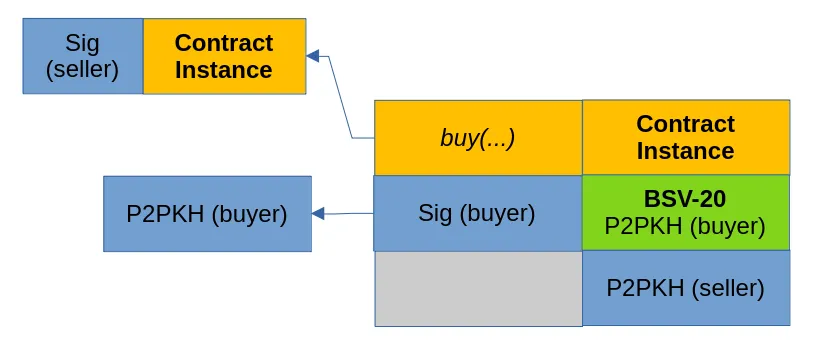 Sig
(seller)
Contract
Instance
buy(...)
Contract
Instance
P2PKH (buyer)
Sig (buyer)
BSV-20
P2PKH (buyer)
P2PKH (seller)